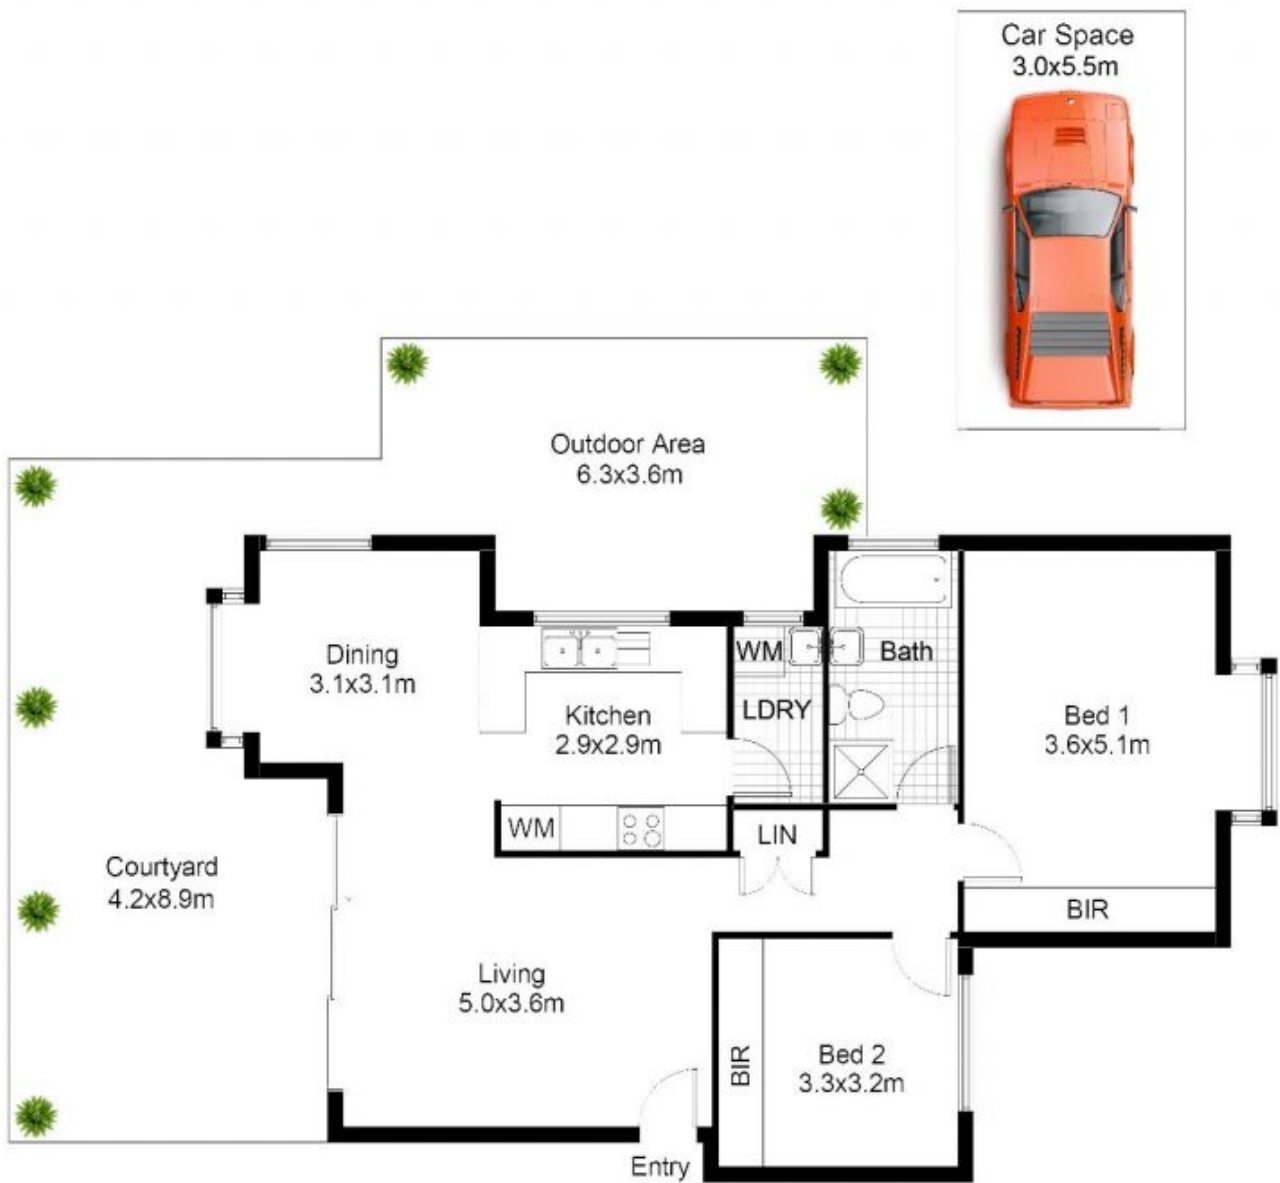 Car Space
3.0x5.5m
Outdoor Area
6.3x3.6m
Dining
3.1x3.1m
Kitchen
2.9x2.9m
WM
LDRY
Bath
Bed 1
3.6x5.1m
WM
LIN
BIR
Courtyard
4.2x8.9m
Living
5.0x3.6m
BIR
Bed 2
3.3x3.2m
Entry